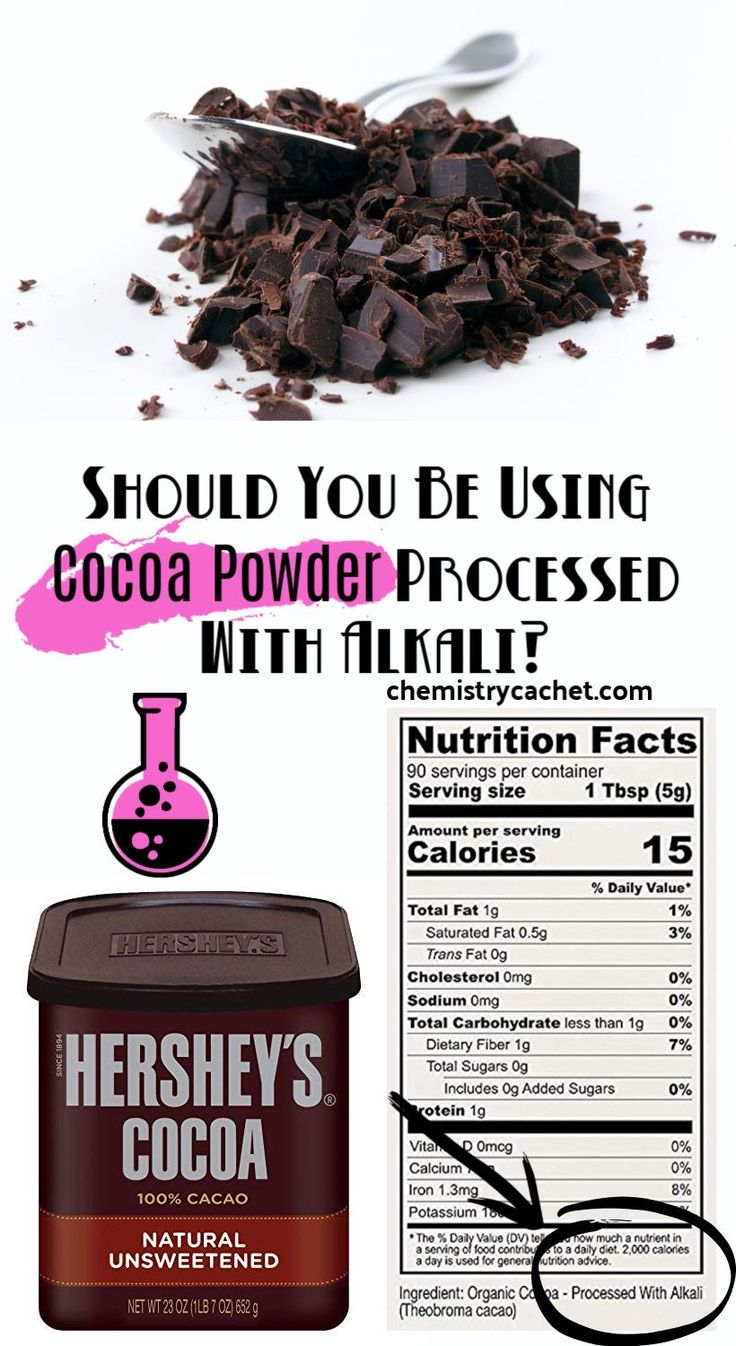 SHOULD YOU BE USING
Cocoa Powder PROCESSED
WITH ALKALI?
chemistrycachet.com
Nutrition Facts
90 servings per container
Serving size 1 Tbsp (5g)
Amount per serving
Calories 15
% Daily Value*
Total Fat 1g 1%
Saturated Fat 0.5g 3%
Trans Fat 0g
Cholesterol 0mg 0%
Sodium 0mg 0%
Total Carbohydrate less than 1g 0%
Dietary Fiber 1g 7%
Total Sugars 0g
Includes 0g Added Sugars 0%
Protein 1g
D 0mcg 0%
Calcium 0%
Iron 1.3mg 8%
Potassium
* The % Daily Value (DV) how much a nutrient in
a serving of food to a daily diet. 2,000 calories
a day is used for general nutrition advice.
Ingredient: Organic - Processed With Alkali
(Theobroma cacao)
HERSHEY'S
SINCE 1894
HERSHEY'S®
COCOA
100% CACAO
NATURAL
UNSWEETENED
NET WT 23 OZ (1LB 7 OZ) 652 g